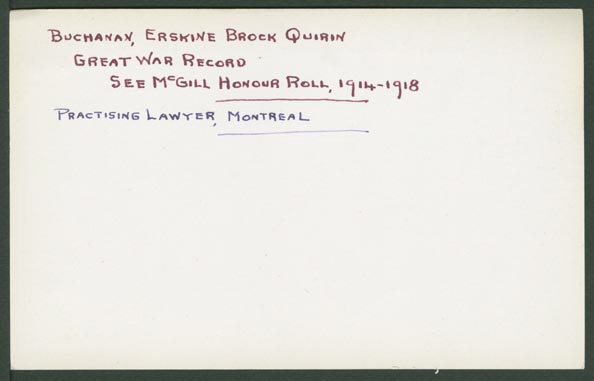 Buchanan, Erskine Brock Quirin
Great War Record
See McGill Honour Roll, 1914-1918
Practising Lawyer, Montreal